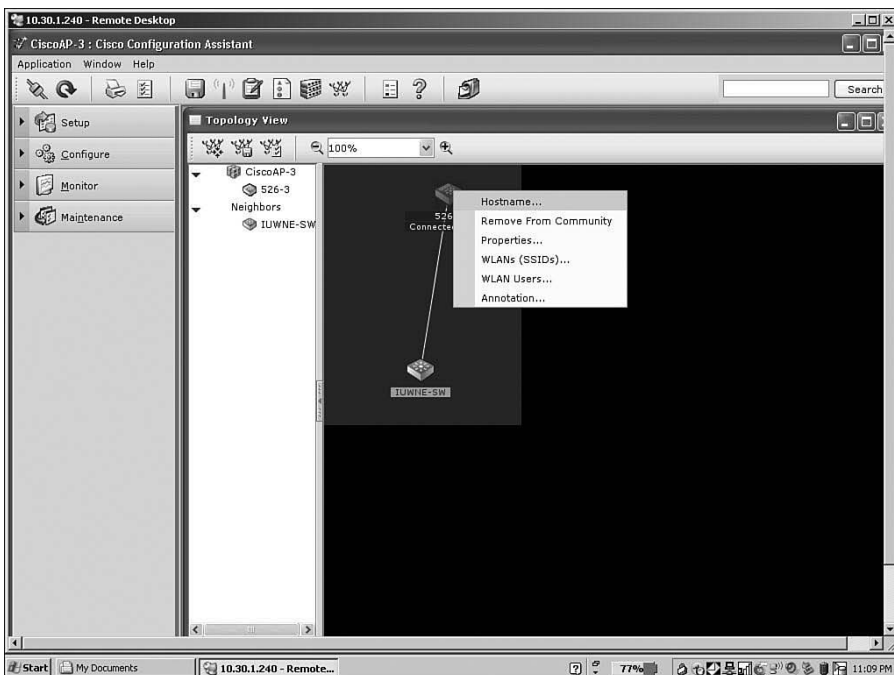 10.30.1.240 - Remote Desktop
CiscoAP-3 : Cisco Configuration Assistant
Application Window Help
Search
Setup
Configure
Monitor
Maintenance
Topology View
100%
CiscoAP-3
526-3
Neighbors
IUWNE-SW
526
Connecte
Hostname...
Remove From Community
Properties...
WLANs (SSIDs)...
WLAN Users...
Annotation...
IUWNE-SW
Start
My Documents
10.30.1.240 - Remote...
77%
11:09 PM